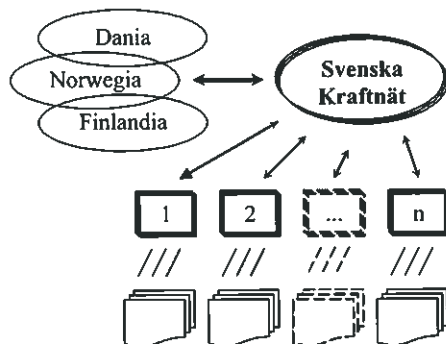 Dania
Norwegia
Finlandia
Svenska
Kraftnät
1
2
...
n